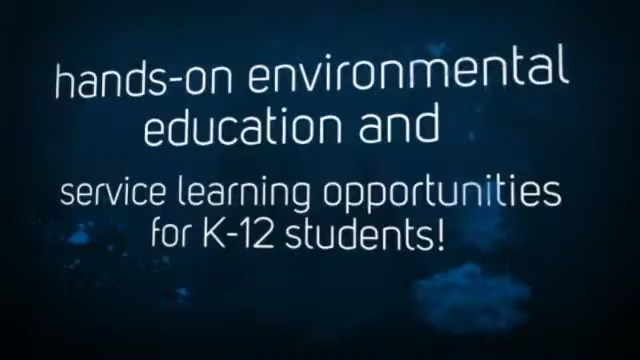 hands-on environmental
education and
service learning opportunities
for K-12 students!